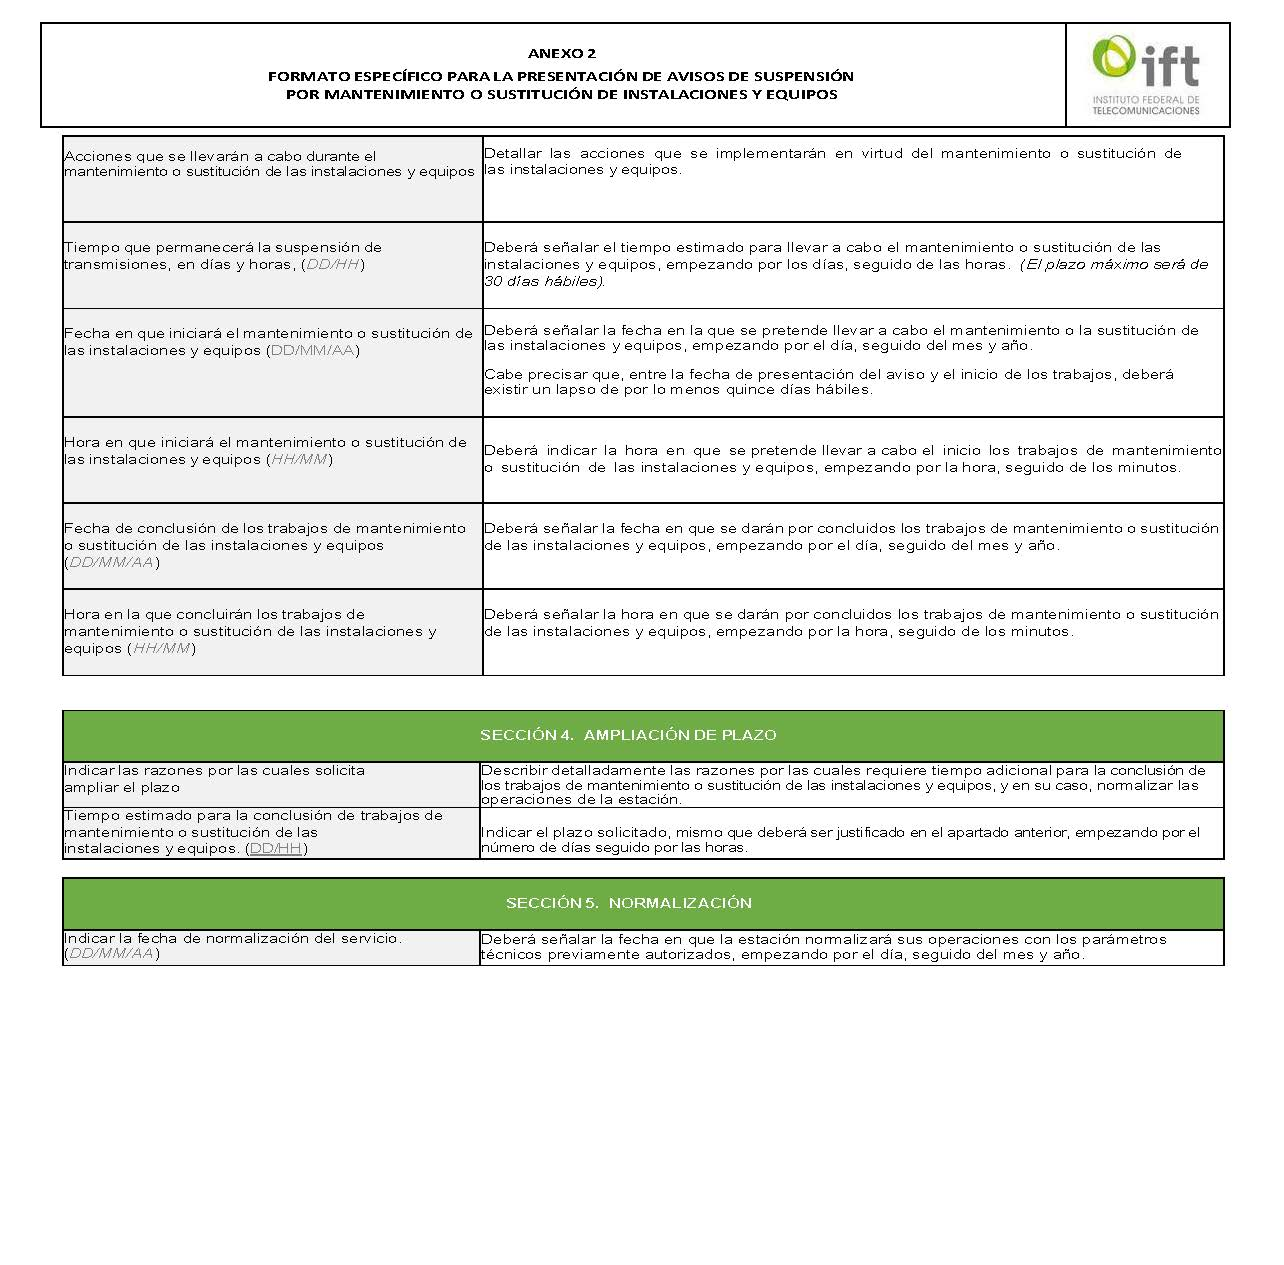 ANEXO 2
FORMATO ESPECÍFICO PARA LA PRESENTACIÓN DE AVISOS DE SUSPENSIÓN
POR MANTENIMIENTO O SUSTITUCIÓN DE INSTALACIONES Y EQUIPOS
ift
INSTITUTO FEDERAL DE
TELECOMUNICACIONES
Acciones que se llevarán a cabo durante el
mantenimiento o sustitución de las instalaciones y equipos
Detallar las acciones que se implementarán en virtud del mantenimiento o sustitución de
las instalaciones y equipos.
Tiempo que permanecerá la suspensión de
transmisiones, en días y horas, (DD/HH)
Deberá señalar el tiempo estimado para llevar a cabo el mantenimiento o sustitución de las
instalaciones y equipos, empezando por los días, seguido de las horas. (El plazo máximo será de
30 días hábiles).
Fecha en que iniciará el mantenimiento o sustitución de
las instalaciones y equipos (DD/MM/AA)
Deberá señalar la fecha en la que se pretende llevar a cabo el mantenimiento o la sustitución de
las instalaciones y equipos, empezando por el día, seguido del mes y año.
Cabe precisar que, entre la fecha de presentación del aviso y el inicio de los trabajos, deberá
existir un lapso de por lo menos quince días hábiles.
Hora en que iniciará el mantenimiento o sustitución de
las instalaciones y equipos (HH/MM)
Deberá indicar la hora en que se pretende llevar a cabo el inicio los trabajos de mantenimiento
o sustitución de las instalaciones y equipos, empezando por la hora, seguido de los minutos.
Fecha de conclusión de los trabajos de mantenimiento
o sustitución de las instalaciones y equipos
(DD/MM/AA)
Deberá señalar la fecha en que se darán por concluidos los trabajos de mantenimiento o sustitución
de las instalaciones y equipos, empezando por el día, seguido del mes y año.
Hora en la que concluirán los trabajos de
mantenimiento o sustitución de las instalaciones y
equipos (HH/MM)
Deberá señalar la hora en que se darán por concluidos los trabajos de mantenimiento o sustitución
de las instalaciones y equipos, empezando por la hora, seguido de los minutos.
SECCIÓN 4. AMPLIACIÓN DE PLAZO
Indicar las razones por las cuales solicita
ampliar el plazo
Describir detalladamente las razones por las cuales requiere tiempo adicional para la conclusión de
los trabajos de mantenimiento o sustitución de las instalaciones y equipos, y en su caso, normalizar las
operaciones de la estación.
Tiempo estimado para la conclusión de trabajos de
mantenimiento o sustitución de las
instalaciones y equipos. (DD/HH)
Indicar el plazo solicitado, mismo que deberá ser justificado en el apartado anterior, empezando por el
número de días seguido por las horas.
SECCIÓN 5. NORMALIZACIÓN
Indicar la fecha de normalización del servicio.
(DD/MM/AA)
Deberá señalar la fecha en que la estación normalizará sus operaciones con los parámetros
técnicos previamente autorizados, empezando por el día, seguido del mes y año.